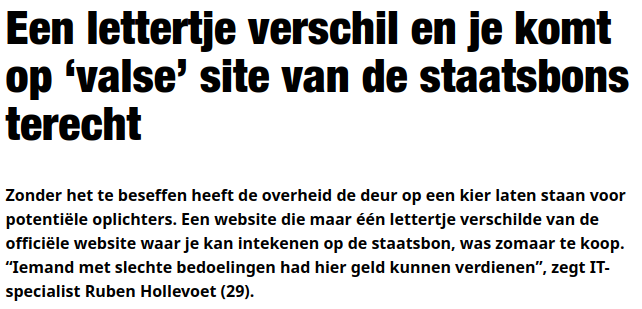 Een lettertje verschil en je komt
op ‘valse’ site van de staatsbons
terecht
Zonder het te beseffen heeft de overheid de deur op een kier laten staan voor
potentiële oplichters. Een website die maar één lettertje verschilde van de
officiële website waar je kan intekenen op de staatsbon, was zomaar te koop.
“Iemand met slechte bedoelingen had hier geld kunnen verdienen”, zegt IT-
specialist Ruben Hollevoet (29).